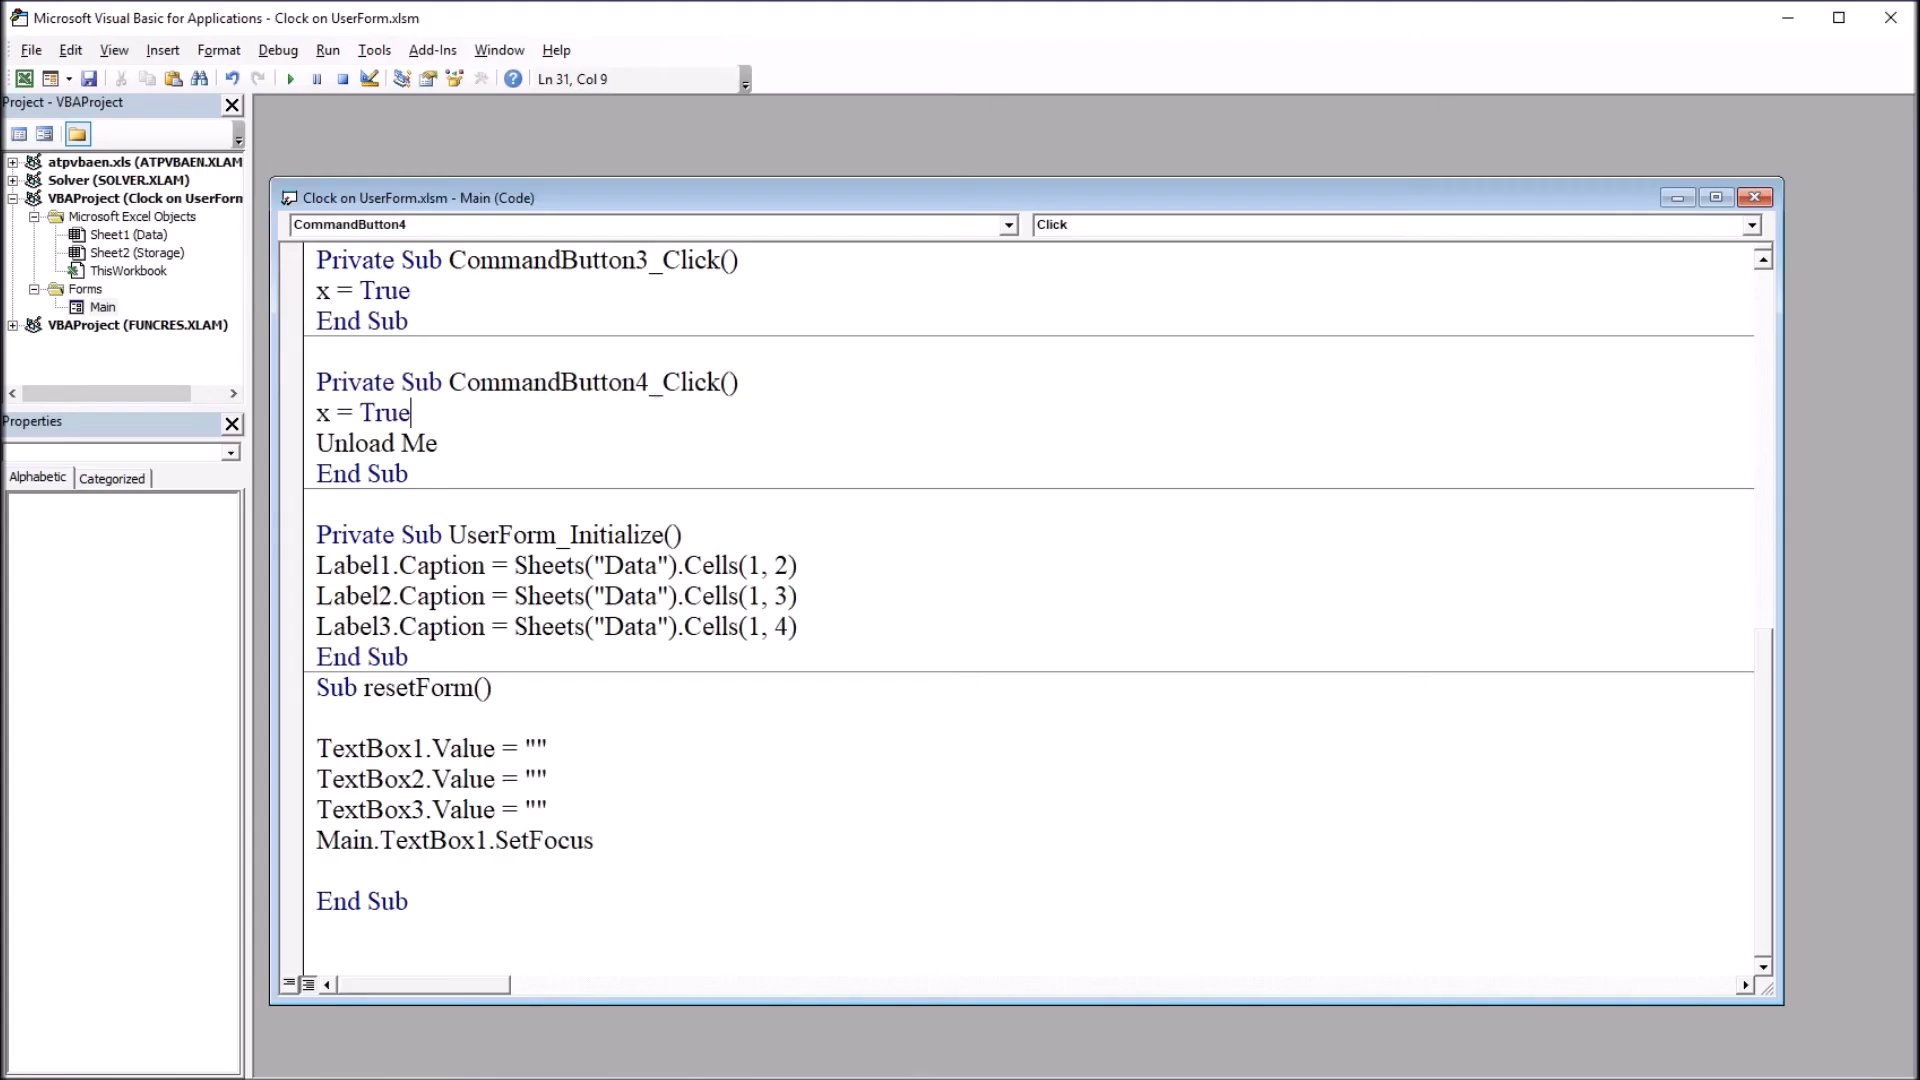 Microsoft Visual Basic for Applications - Clock on UserForm.xlsm
File Edit View Insert Format Debug Run Tools Add-Ins Window Help
Ln 31, Col 9
Project - VBAProject
atpvbaen.xls (ATPVBAEN.XLAM
Solver (SOLVER.XLAM)
VBAProject (Clock on UserForn
Microsoft Excel Objects
Sheet1 (Data)
Sheet2 (Storage)
ThisWorkbook
Forms
Main
VBAProject (FUNCRES.XLAM)
Properties
Alphabetic Categorized
Clock on UserForm.xlsm - Main (Code)
CommandButton4 Click
Private Sub CommandButton3_Click()
x = True
End Sub
Private Sub CommandButton4_Click()
x = True
Unload Me
End Sub
Private Sub UserForm_Initialize()
Label1.Caption = Sheets("Data").Cells(1, 2)
Label2.Caption = Sheets("Data").Cells(1, 3)
Label3.Caption = Sheets("Data").Cells(1, 4)
End Sub
Sub resetForm()
TextBox1.Value = ""
TextBox2.Value = ""
TextBox3.Value = ""
Main.TextBox1.SetFocus
End Sub